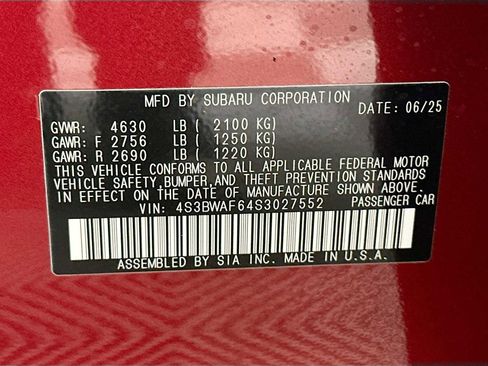 MFD BY SUBARU CORPORATION
DATE: 06/25
GVWR: 4630 LB ( 2100 KG)
GAWR: F 2756 LB ( 1250 KG)
GAWR: R 2690 LB ( 1220 KG)
THIS VEHICLE CONFORMS TO ALL APPLICABLE FEDERAL MOTOR
VEHICLE SAFETY,BUMPER,AND THEFT PREVENTION STANDARDS
IN EFFECT ON THE DATE OF MANUFACTURE SHOWN ABOVE.
VIN: 4S3BWAF64S3027552 PASSENGER CAR
ASSEMBLED BY SIA INC. MADE IN U.S.A.